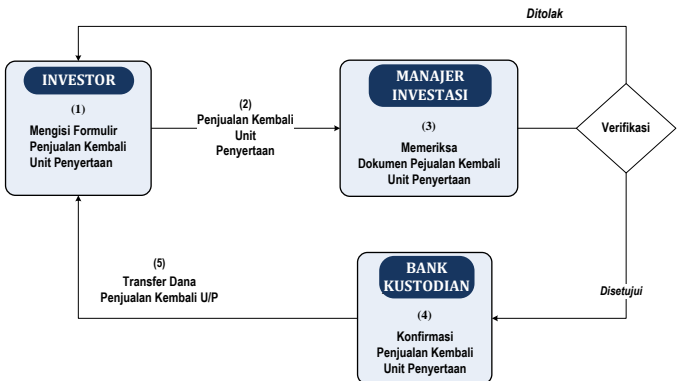 Ditolak
INVESTOR
(1)
Mengisi Formulir
Penjualan Kembali
Unit Penyertaan
(2)
Penjualan Kembali
Unit
Penyertaan
MANAJER
INVESTASI
(3)
Memeriksa
Dokumen Pejualan Kembali
Unit Penyertaan
Verifikasi
(5)
Transfer Dana
Penjualan Kembali U/P
BANK
KUSTODIAN
(4)
Konfirmasi
Penjualan Kembali
Unit Penyertaan
Disetujui